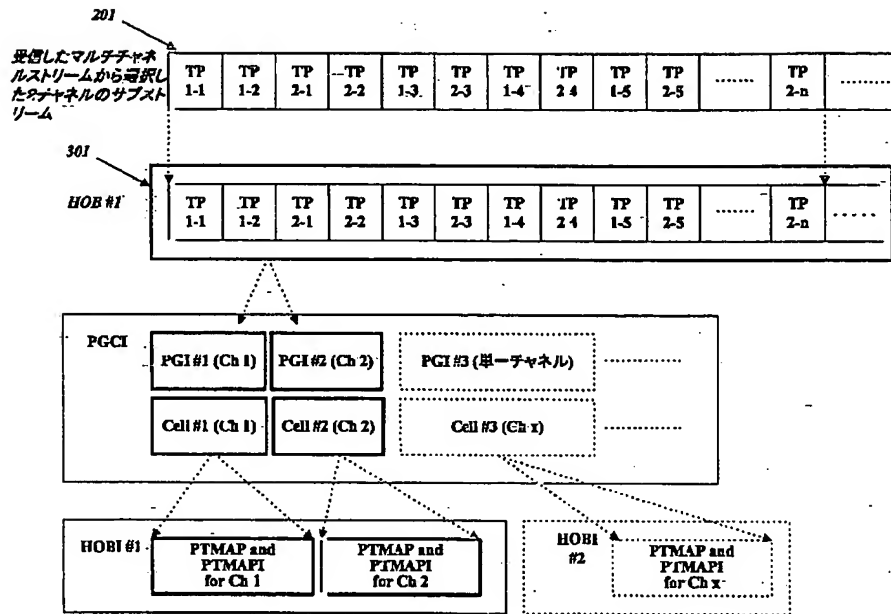 201
受信したマルチチャネ
ルストリームから選択し
た2チャネルのサブスト
リーム
TP 1-1 TP 1-2 TP 2-1 TP 2-2 TP 1-3 TP 2-3 TP 1-4 TP 2 4 TP 1-5 TP 2-5 ........ TP 2-n ........
301
HOB #1
TP 1-1 TP 1-2 TP 2-1 TP 2-2 TP 1-3 TP 2-3 TP 1-4 TP 2 4 TP 1-5 TP 2-5 ........ TP 2-n ........
PGCI
PGI #1 (Ch 1) PGI #2 (Ch 2) PGI #3 (単一チャネル) ........
Cell #1 (Ch 1) Cell #2 (Ch 2) Cell #3 (Ch x) ........
HOBI #1
PTMAP and
PTMAPI
for Ch 1
PTMAP and
PTMAPI
for Ch 2
HOBI
#2
PTMAP and
PTMAPI
for Ch x